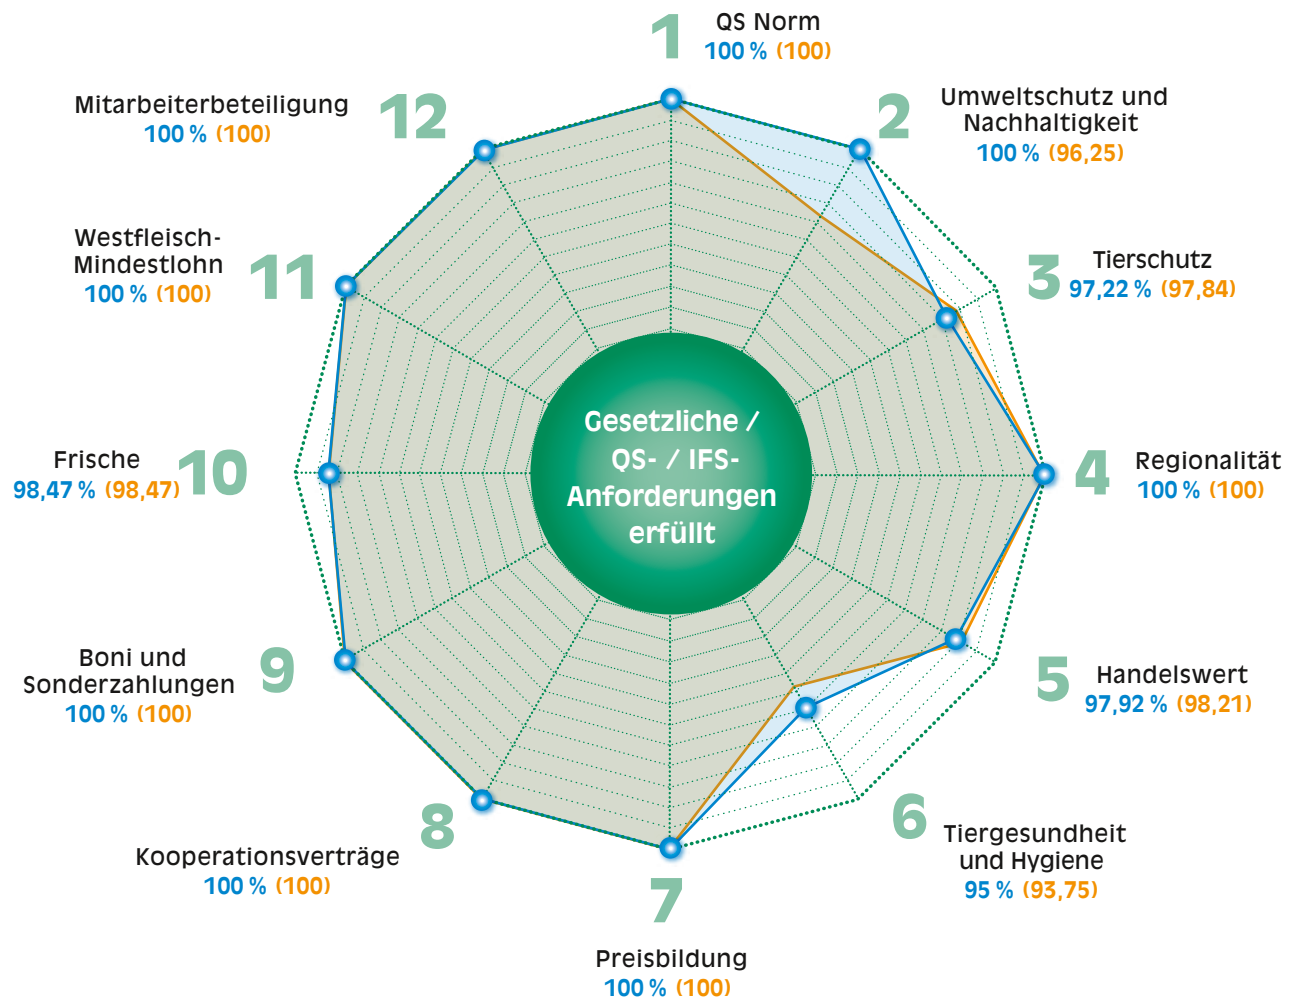 1
QS Norm
100 % (100)
2
Umweltschutz und
Nachhaltigkeit
100 % (96,25)
3
Tierschutz
97,22 % (97,84)
4
Regionalität
100 % (100)
5
Handelswert
97,92 % (98,21)
6
Tiergesundheit
und Hygiene
95 % (93,75)
7
Preisbildung
100 % (100)
8
Kooperationsverträge
100 % (100)
9
Boni und
Sonderzahlungen
100 % (100)
10
Frische
98,47 % (98,47)
11
Westfleisch-
Mindestlohn
100 % (100)
12
Mitarbeiterbeteiligung
100 % (100)
Gesetzliche /
QS- / IFS-
Anforderungen
erfüllt